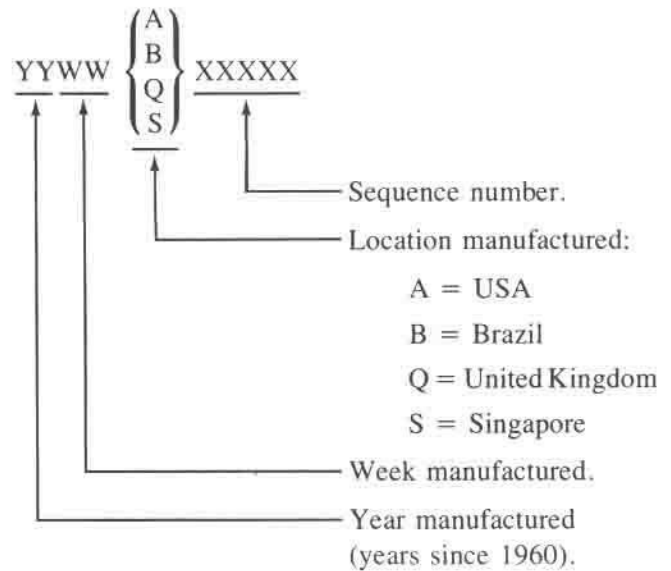 A
B
YYWW Q XXXXX
S
Sequence number.
Location manufactured:
A = USA
B = Brazil
Q = United Kingdom
S = Singapore
Week manufactured.
Year manufactured
(years since 1960).